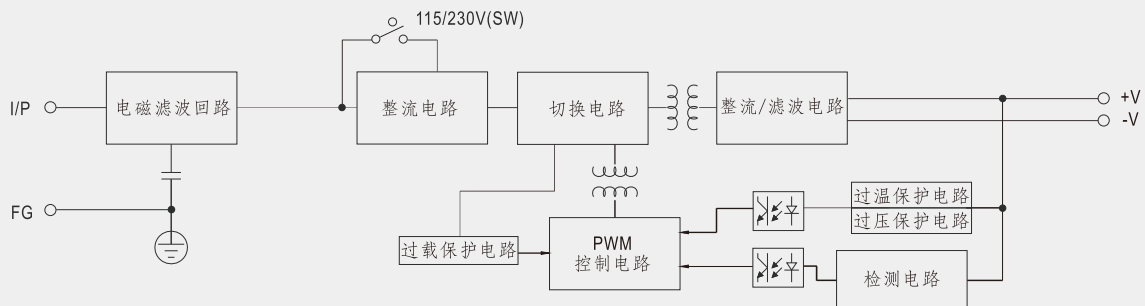 115/230V(SW)
I/P
电磁滤波回路
整流电路
切换电路
整流/滤波电路
+V
-V
FG
过载保护电路
PWM
控制电路
过温保护电路
过压保护电路
检测电路